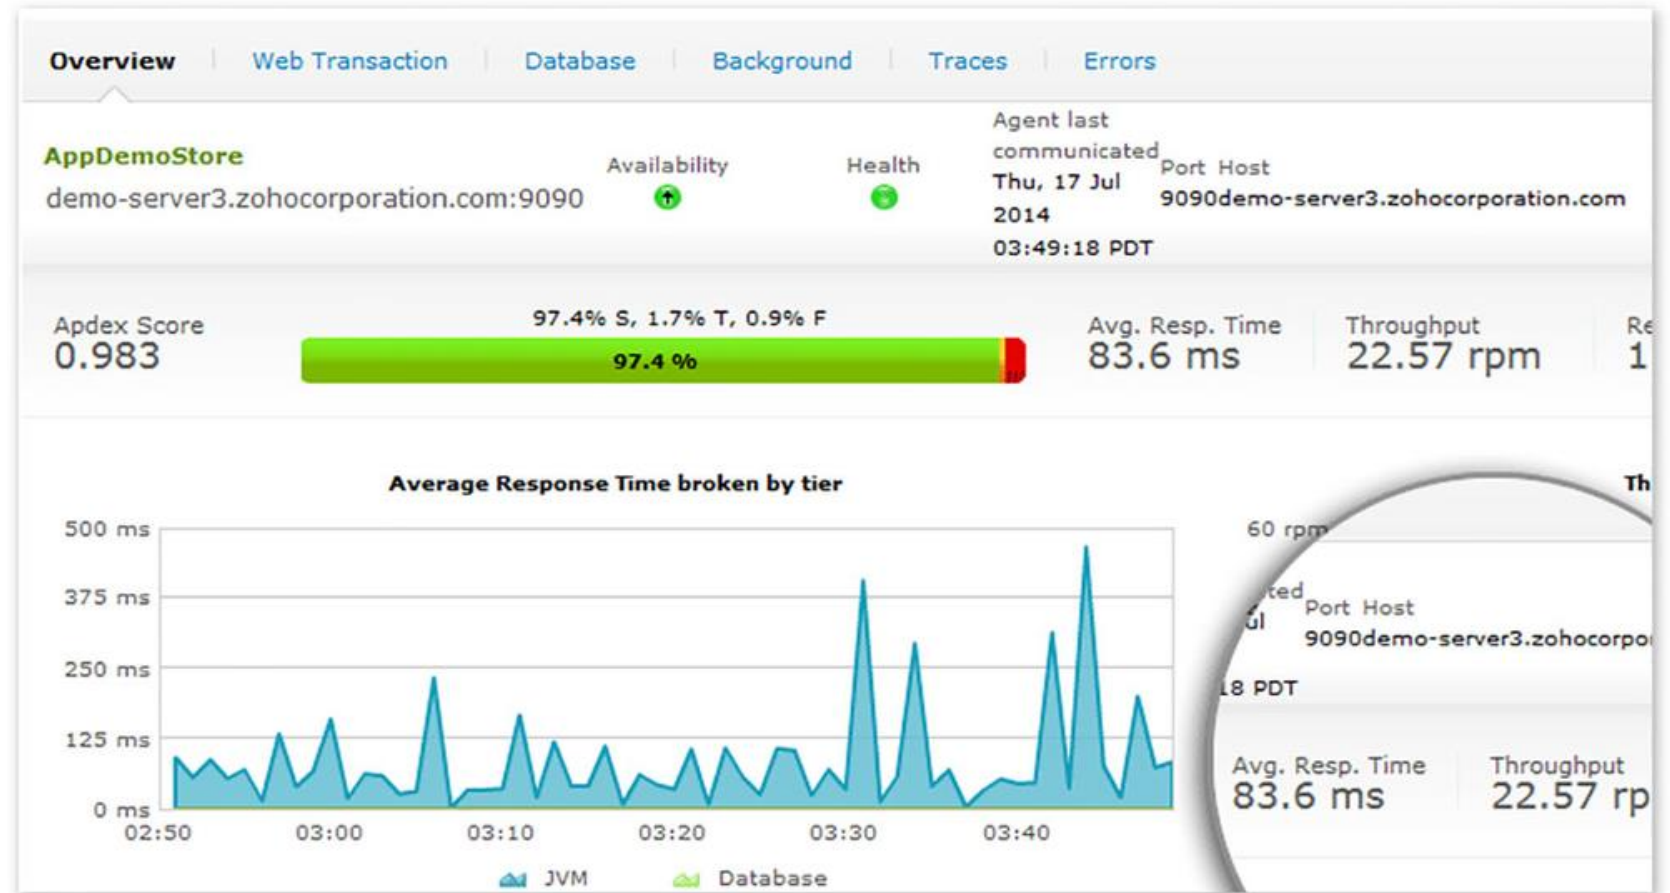 Overview Web Transaction Database Background Traces Errors
AppDemoStore
demo-server3.zohocorporation.com:9090
Availability
Health
Agent last
communicated
Thu, 17 Jul
2014
03:49:18 PDT
Port Host
9090demo-server3.zohocorporation.com
Apdex Score
0.983
97.4% S, 1.7% T, 0.9% F
97.4 %
Avg. Resp. Time
83.6 ms
Throughput
22.57 rpm
Re
1
Average Response Time broken by tier
500 ms
375 ms
250 ms
125 ms
0 ms
02:50 03:00 03:10 03:20 03:30 03:40
JVM Database
Th
60 rpm
ted
ul
Port Host
9090demo-server3.zohocorpo
18 PDT
Avg. Resp. Time
83.6 ms
Throughput
22.57 rp